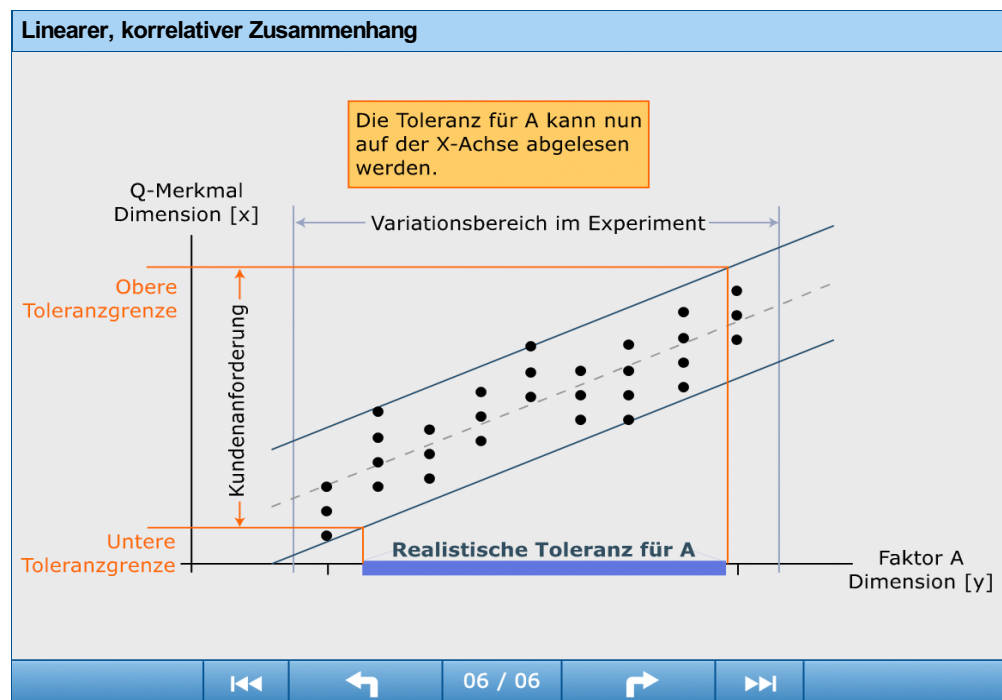 Linearer, korrelativer Zusammenhang
Die Toleranz für A kann nun
auf der X-Achse abgelesen
werden.
Q-Merkmal
Dimension [x]
Variationsbereich im Experiment
Obere
Toleranzgrenze
Kundenanforderung
Untere
Toleranzgrenze
Realistische Toleranz für A
Faktor A
Dimension [y]
06 / 06